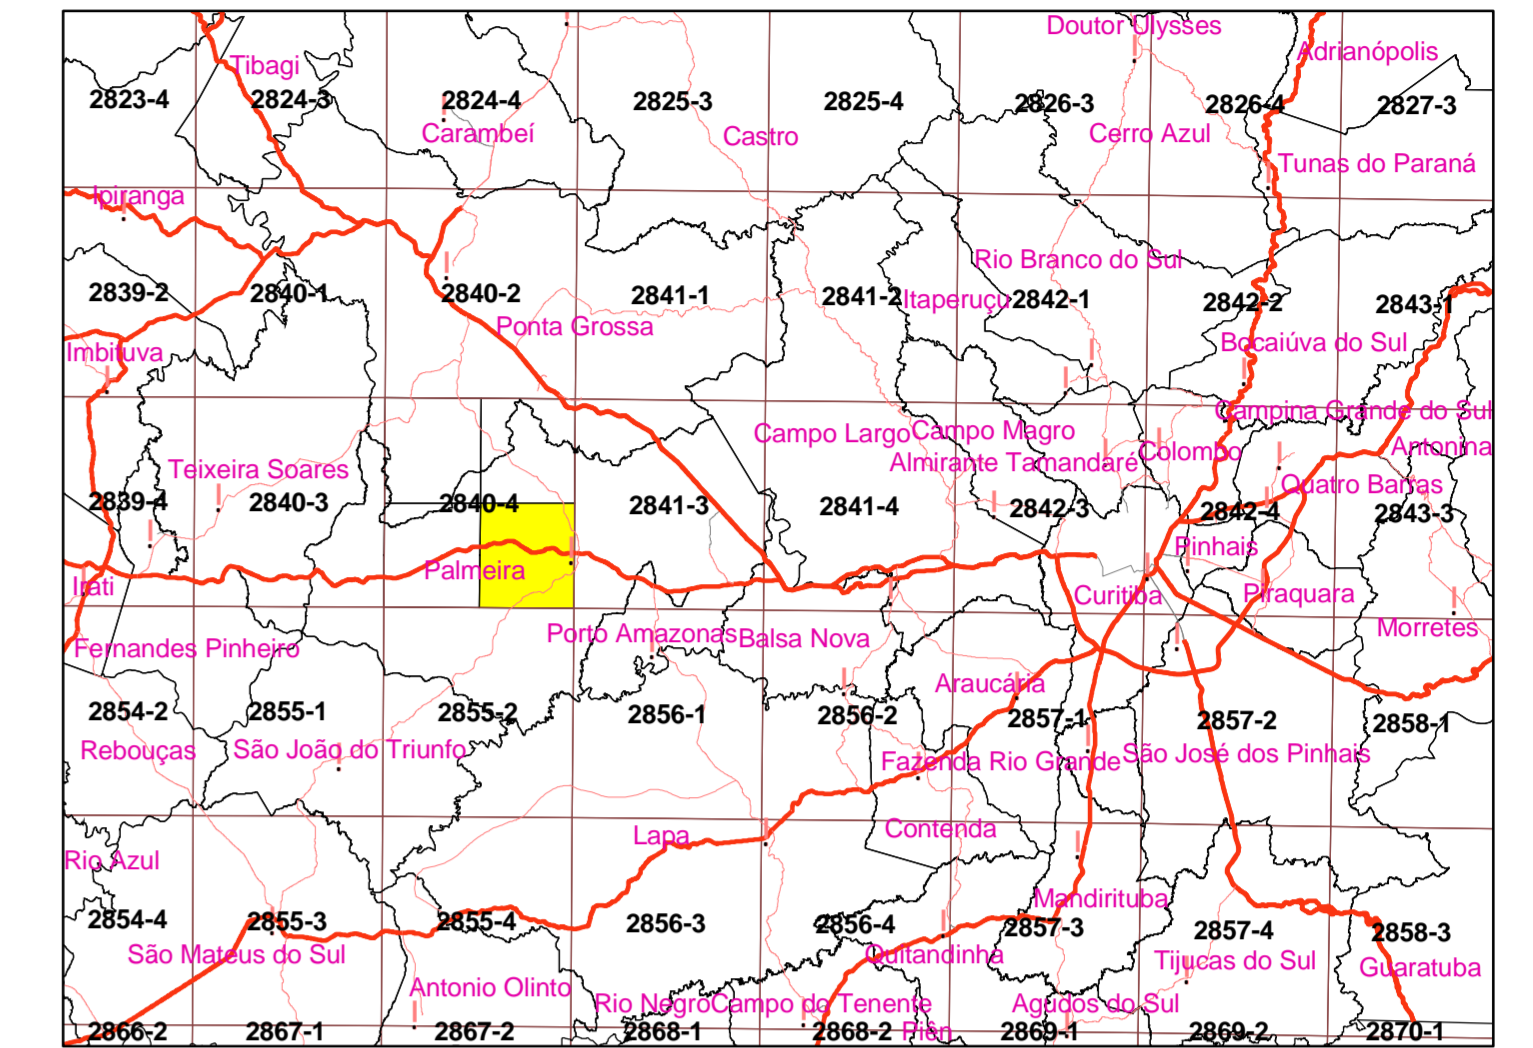 Doutor Ulysses
Adrianópolis
Tibagi
2823-4
2824-3
2824-4
2825-3
2825-4
2826-3
2826-4
2827-3
Carambeí
Castro
Cerro Azul
Tunas do Paraná
Ipiranga
Rio Branco do Sul
2839-2
2840-1
2840-2
2841-1
2841-2
Itaperuçu
2842-1
2842-2
2843-1
Ponta Grossa
Imbituva
Bocaiúva do Sul
Campina Grande do Sul
Campo Largo
Campo Magro
Antonina
Teixeira Soares
Almirante Tamandaré
Colombo
Quatro Barras
2839-4
2840-3
2840-4
2841-3
2841-4
2842-3
2842-4
2843-3
Pinhais
Palmeira
Irati
Curitiba
Piraquara
Morretes
Fernandes Pinheiro
Porto Amazonas
Balsa Nova
Araucária
2854-2
2855-1
2855-2
2856-1
2856-2
2857-1
2857-2
2858-1
Rebouças
São João do Triunfo
Fazenda Rio Grande
São José dos Pinhais
Lapa
Contenda
Rio Azul
Mandirituba
2854-4
2855-3
2855-4
2856-3
2856-4
2857-3
2857-4
2858-3
São Mateus do Sul
Quitandinha
Tijucas do Sul
Guaratuba
Antonio Olinto
Rio Negro
Campo do Tenente
Agudos do Sul
2866-2
2867-1
2867-2
2868-1
2868-2
Piên
2869-1
2869-2
2870-1